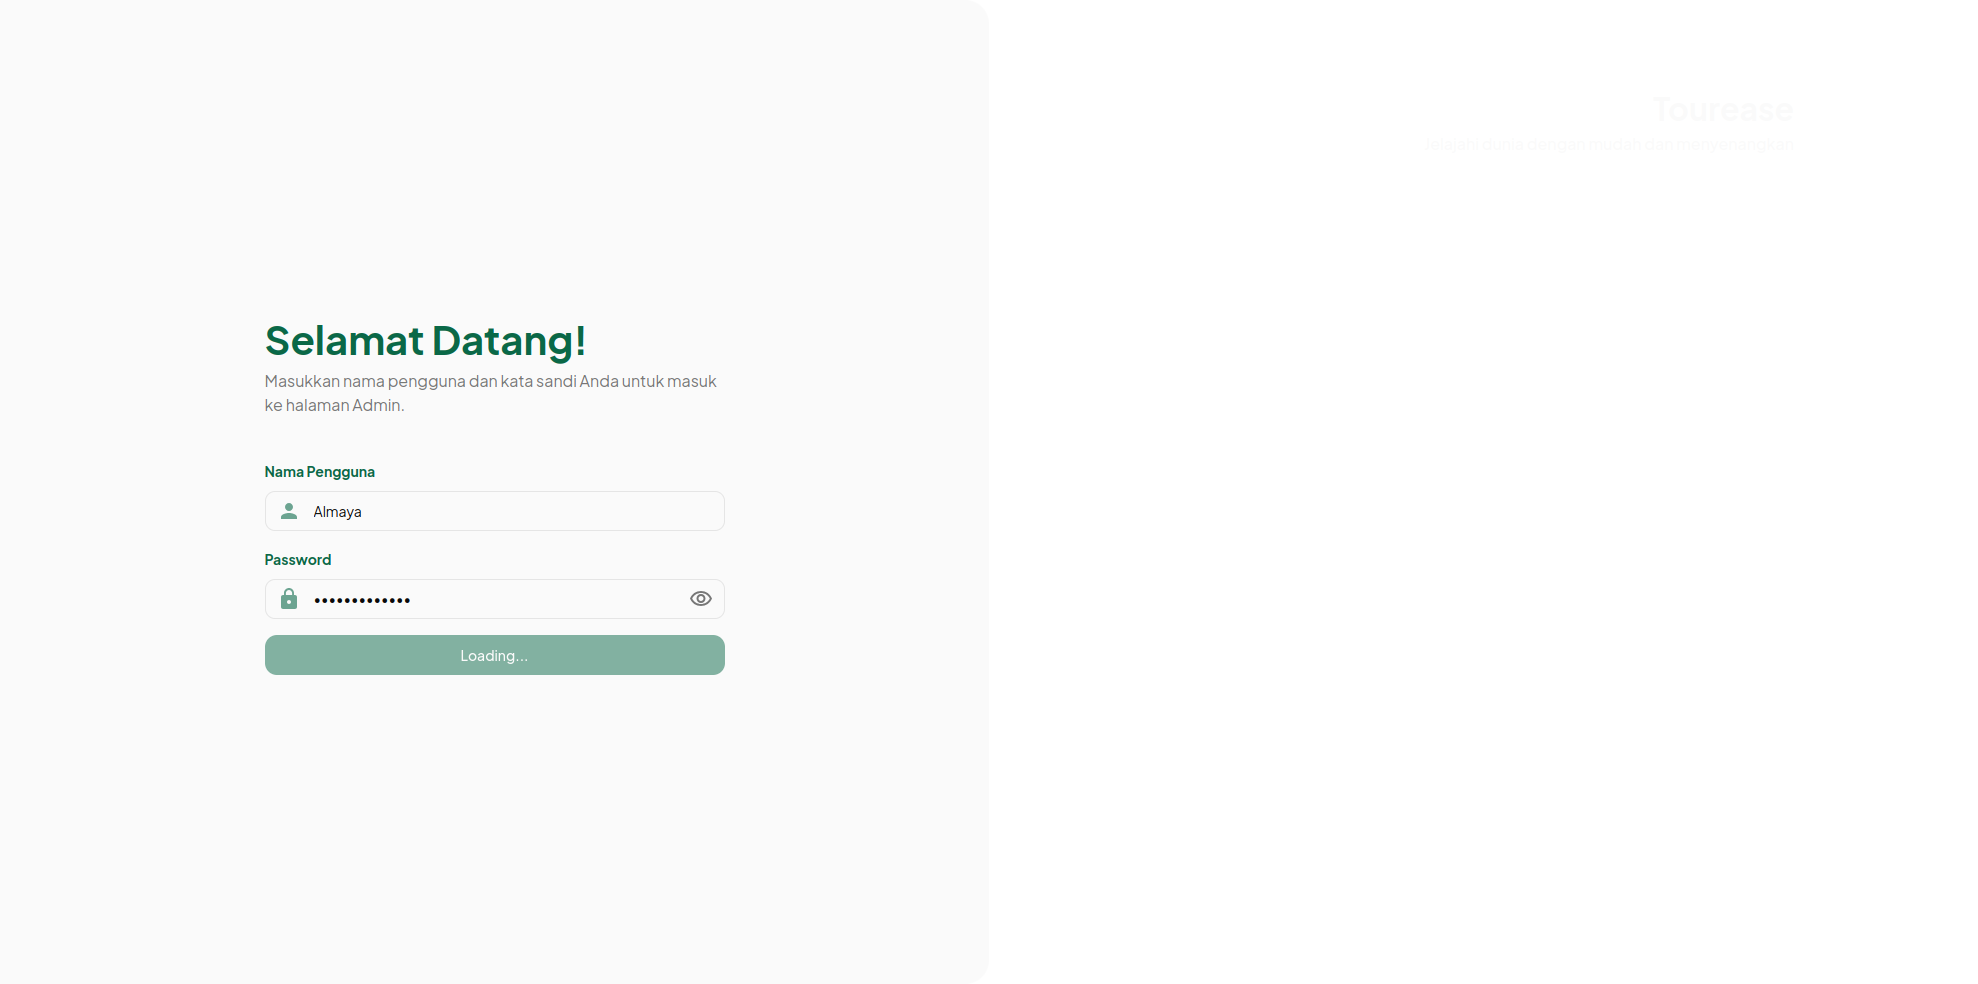 Selamat Datang!
Masukkan nama pengguna dan kata sandi Anda untuk masuk
ke halaman Admin.
Nama Pengguna
Almaya
Password
•••••••••••••
Loading...
Tourease
Jelajahi dunia dengan mudah dan menyenangkan